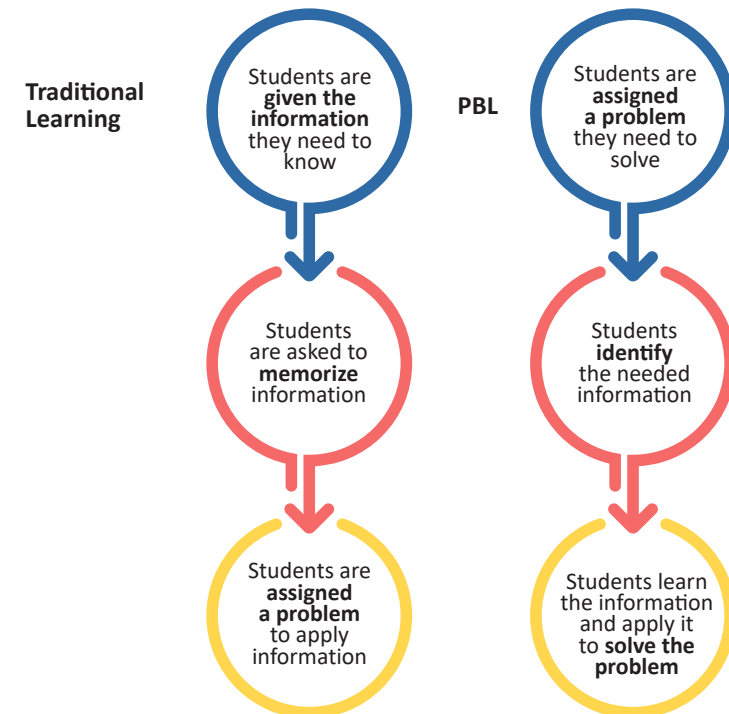 Traditional
Learning
Students are
given the
information
they need to
know
Students
are asked to
memorize
information
Students are
assigned
a problem
to apply
information
PBL
Students are
assigned
a problem
they need to
solve
Students
identify
the needed
information
Students learn
the information
and apply it
to solve the
problem